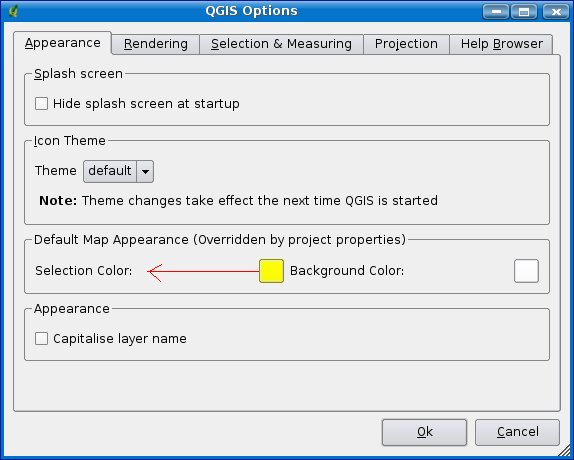 QGIS Options
Appearance Rendering Selection & Measuring Projection Help Browser
Splash screen
Hide splash screen at startup
Icon Theme
Theme default
Note: Theme changes take effect the next time QGIS is started
Default Map Appearance (Overridden by project properties)
Selection Color: Background Color:
Appearance
Capitalise layer name
Ok Cancel